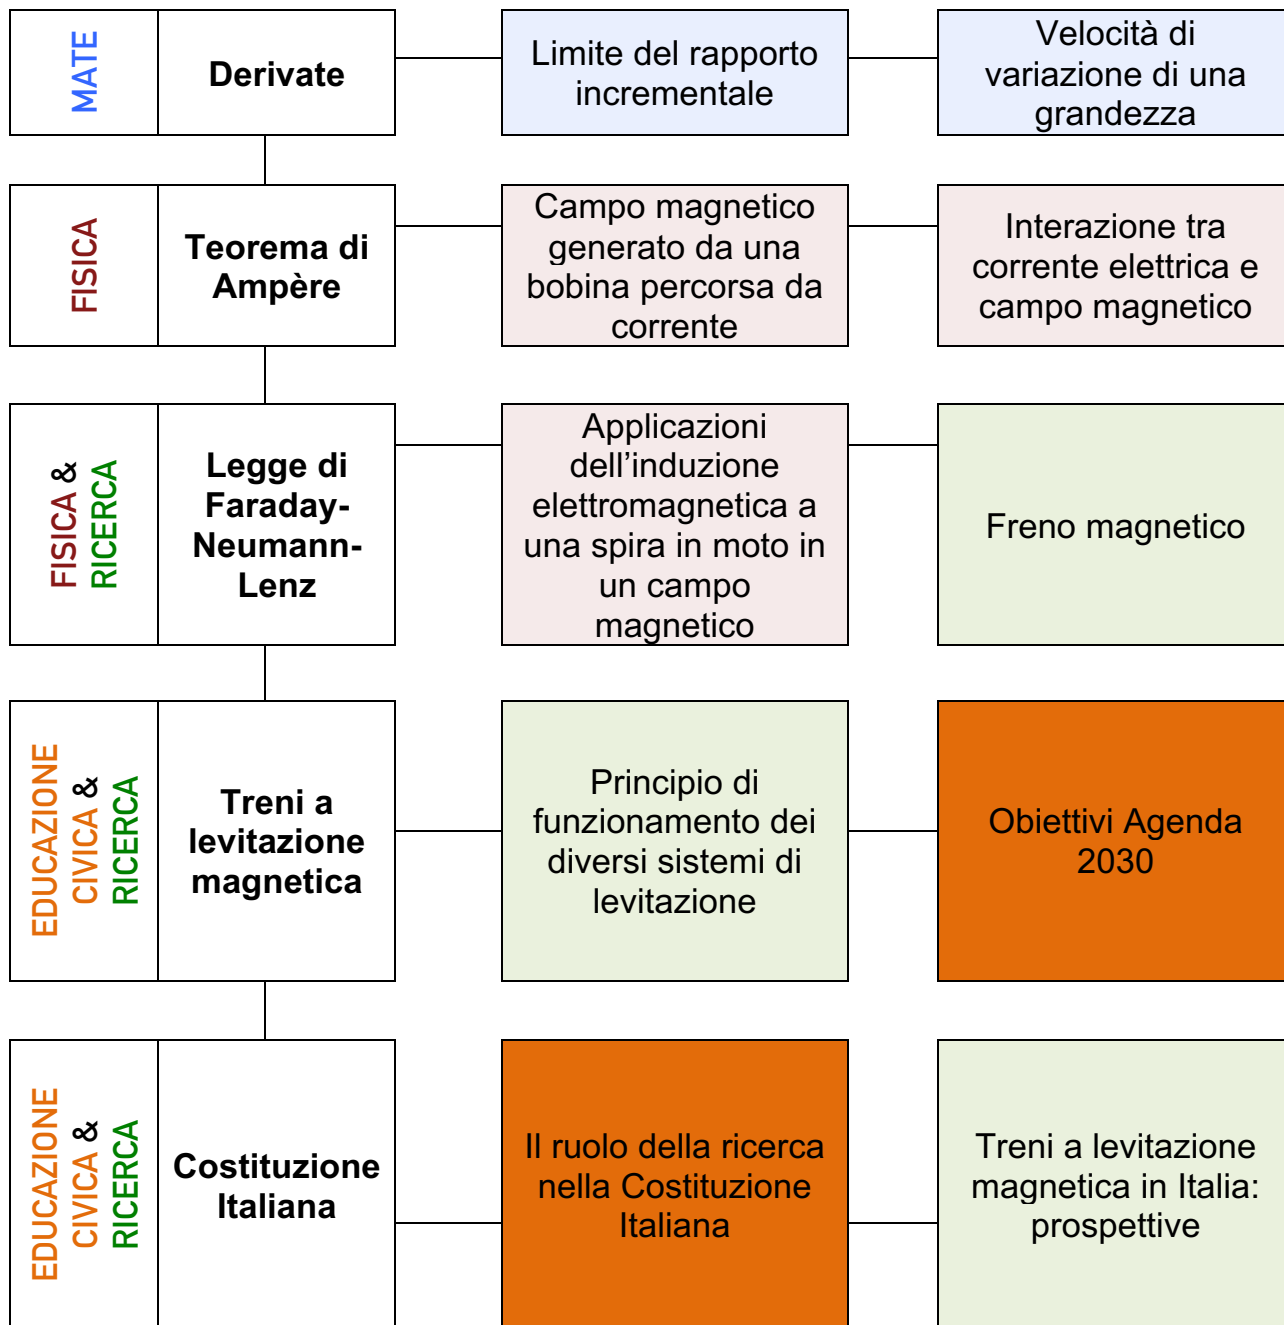 MATE
Derivate
Limite del rapporto
incrementale
Velocità di
variazione di una
grandezza
FISICA
Teorema di
Ampère
Campo magnetico
generato da una
bobina percorsa da
corrente
Interazione tra
corrente elettrica e
campo magnetico
FISICA &
RICERCA
Legge di
Faraday-
Neumann-
Lenz
Applicazioni
dell'induzione
elettromagnetica a
una spira in moto in
un campo
magnetico
Freno magnetico
EDUCAZIONE
CIVICA &
RICERCA
Treni a
levitazione
magnetica
Principio di
funzionamento dei
diversi sistemi di
levitazione
Obiettivi Agenda
2030
EDUCAZIONE
CIVICA &
RICERCA
Costituzione
Italiana
Il ruolo della ricerca
nella Costituzione
Italiana
Treni a levitazione
magnetica in Italia:
prospettive